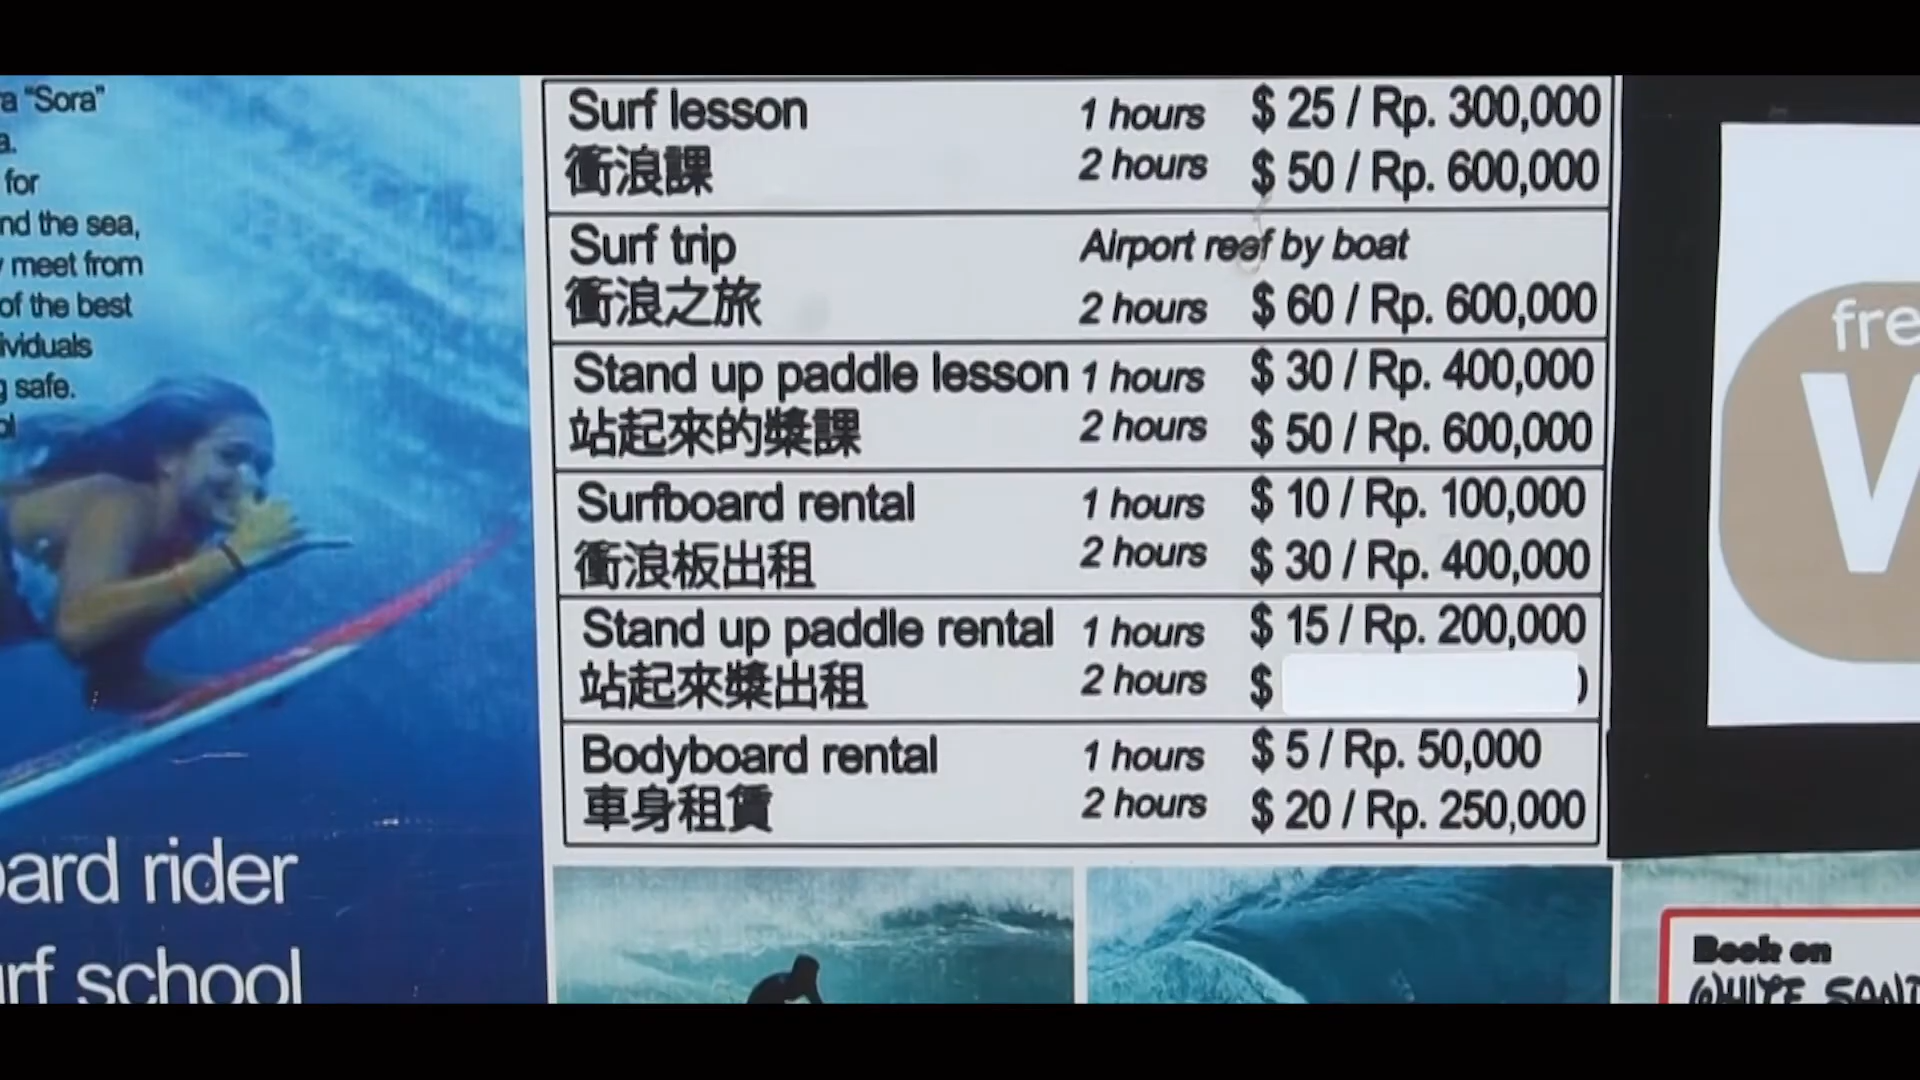 a “Sora”
a.
for
nd the sea,
meet from
of the best
ividuals
g safe.
ol
ard rider
rf school
Surf lesson 1 hours $ 25 / Rp. 300,000
衝浪課 2 hours $ 50 / Rp. 600,000
Surf trip Airport reef by boat
衝浪之旅 2 hours $ 60 / Rp. 600,000
Stand up paddle lesson 1 hours $ 30 / Rp. 400,000
站起來的槳課 2 hours $ 50 / Rp. 600,000
Surfboard rental 1 hours $ 10 / Rp. 100,000
衝浪板出租 2 hours $ 30 / Rp. 400,000
Stand up paddle rental 1 hours $ 15 / Rp. 200,000
站起來槳出租 2 hours $
Bodyboard rental 1 hours $ 5 / Rp. 50,000
車身租賃 2 hours $ 20 / Rp. 250,000
fre
W
Book on
WHITE SAND